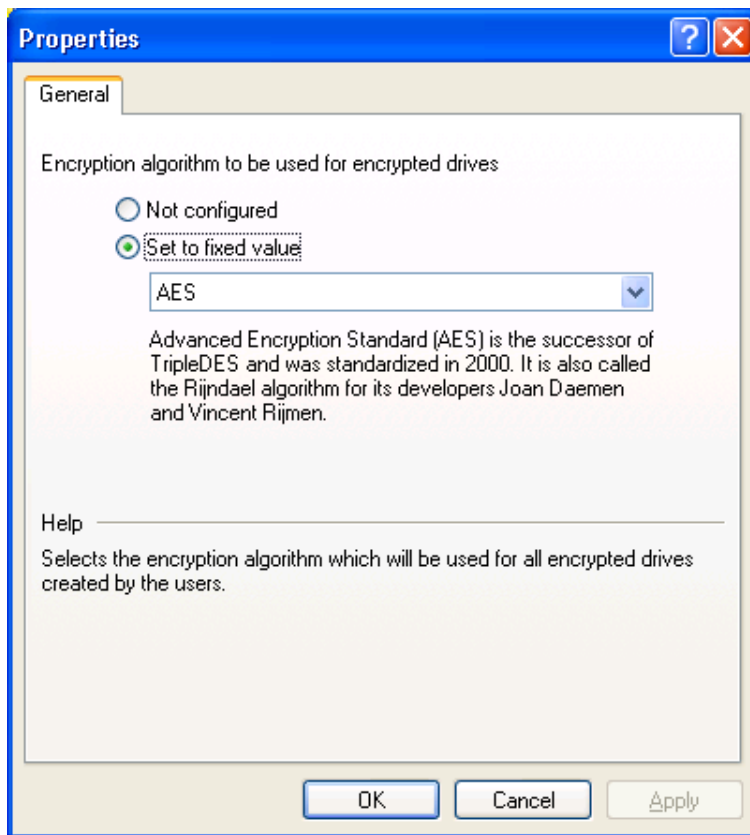 Properties
?
General
Encryption algorithm to be used for encrypted drives
Not configured
Set to fixed value
AES
Advanced Encryption Standard (AES) is the successor of
TripleDES and was standardized in 2000. It is also called
the Rijndael algorithm for its developers Joan Daemen
and Vincent Rijmen.
Help
Selects the encryption algorithm which will be used for all encrypted drives
created by the users.
OK Cancel Apply